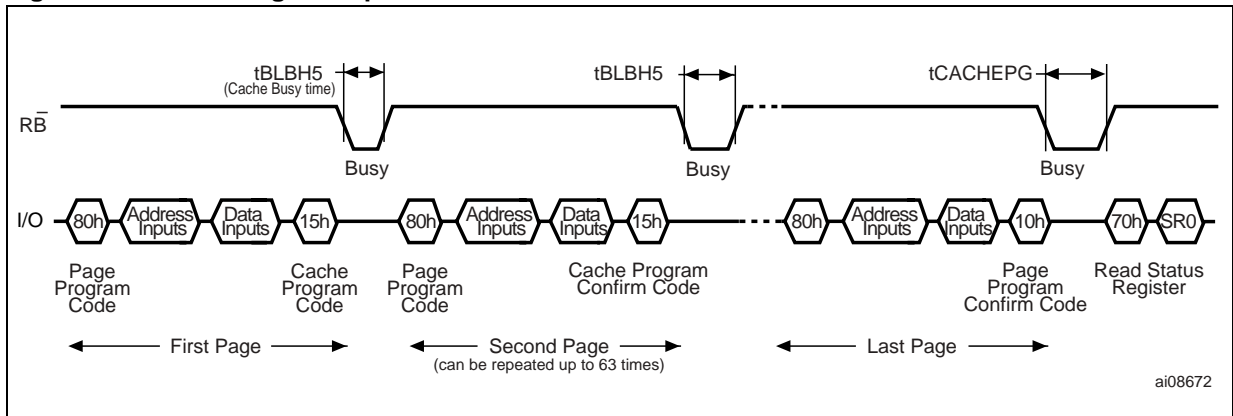 tBLBH5
(Cache Busy time)
tBLBH5
tCACHEPG
RB̅
Busy
Busy
Busy
I/O
80h
Address
Inputs
Data
Inputs
15h
80h
Address
Inputs
Data
Inputs
15h
80h
Address
Inputs
Data
Inputs
10h
70h
SR0
Page
Program
Code
Cache
Program
Code
Page
Program
Code
Cache Program
Confirm Code
Page
Program
Confirm Code
Read Status
Register
First Page
Second Page
(can be repeated up to 63 times)
Last Page
ai08672